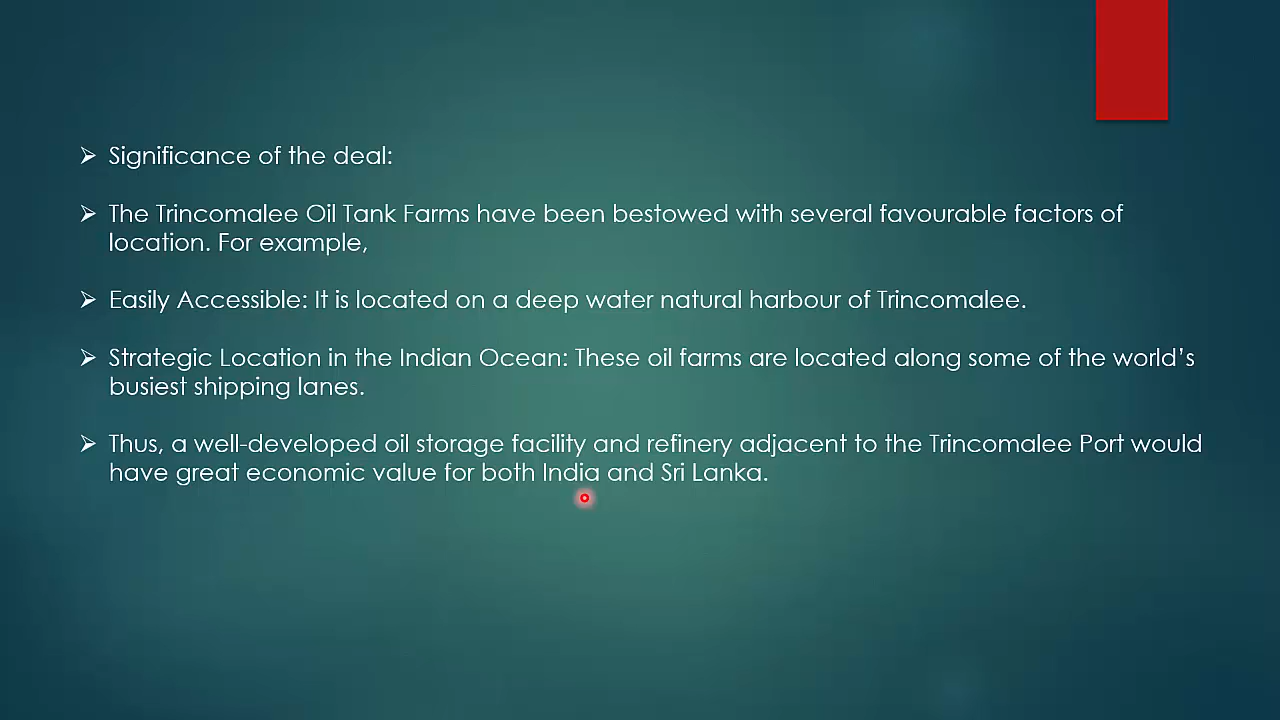 ➢ Significance of the deal:
➢ The Trincomalee Oil Tank Farms have been bestowed with several favourable factors of
location. For example,
➢ Easily Accessible: It is located on a deep water natural harbour of Trincomalee.
➢ Strategic Location in the Indian Ocean: These oil farms are located along some of the world’s
busiest shipping lanes.
➢ Thus, a well-developed oil storage facility and refinery adjacent to the Trincomalee Port would
have great economic value for both India and Sri Lanka.